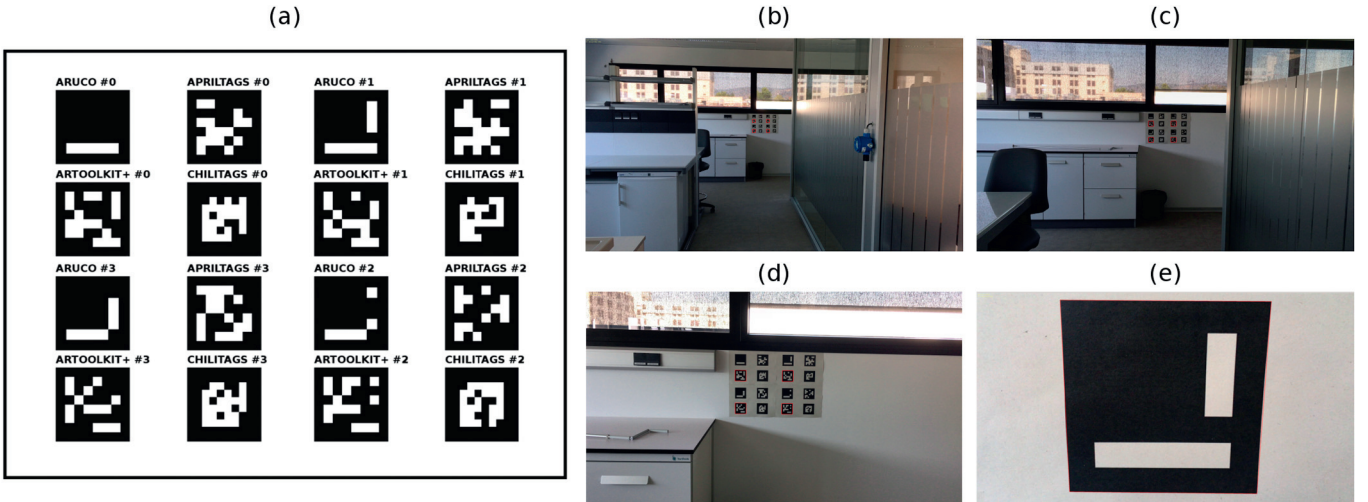 (a)
ARUCO #0 APRILTAGS #0 ARUCO #1 APRILTAGS #1
ARTOOLKIT+ #0 CHILITAGS #0 ARTOOLKIT+ #1 CHILITAGS #1
ARUCO #3 APRILTAGS #3 ARUCO #2 APRILTAGS #2
ARTOOLKIT+ #3 CHILITAGS #3 ARTOOLKIT+ #2 CHILITAGS #2
(b)
(c)
(d)
(e)